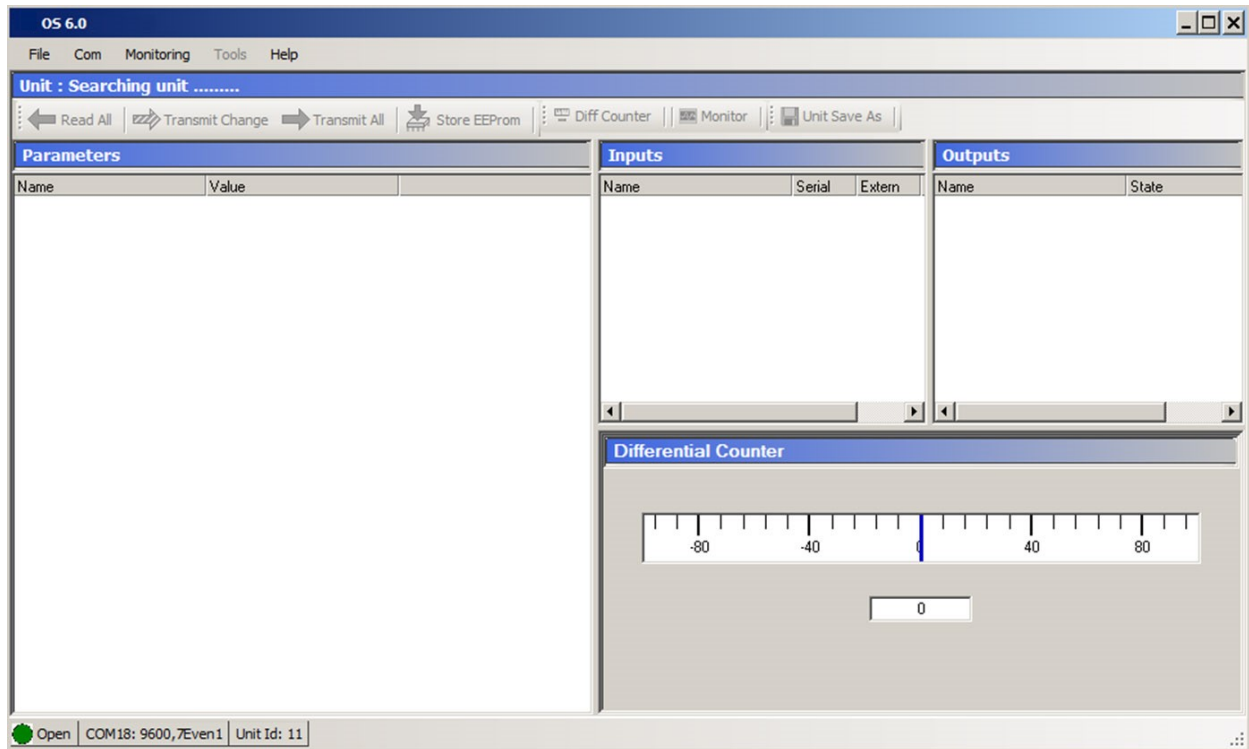 OS 6.0
File Com Monitoring Tools Help
Unit : Searching unit .........
Read All Transmit Change Transmit All Store EEProm Diff Counter Monitor Unit Save As
Parameters
Name Value
Inputs
Name Serial Extern
Outputs
Name State
Differential Counter
-80 -40 0 40 80
0
Open COM18: 9600,7Even1 Unit Id: 11